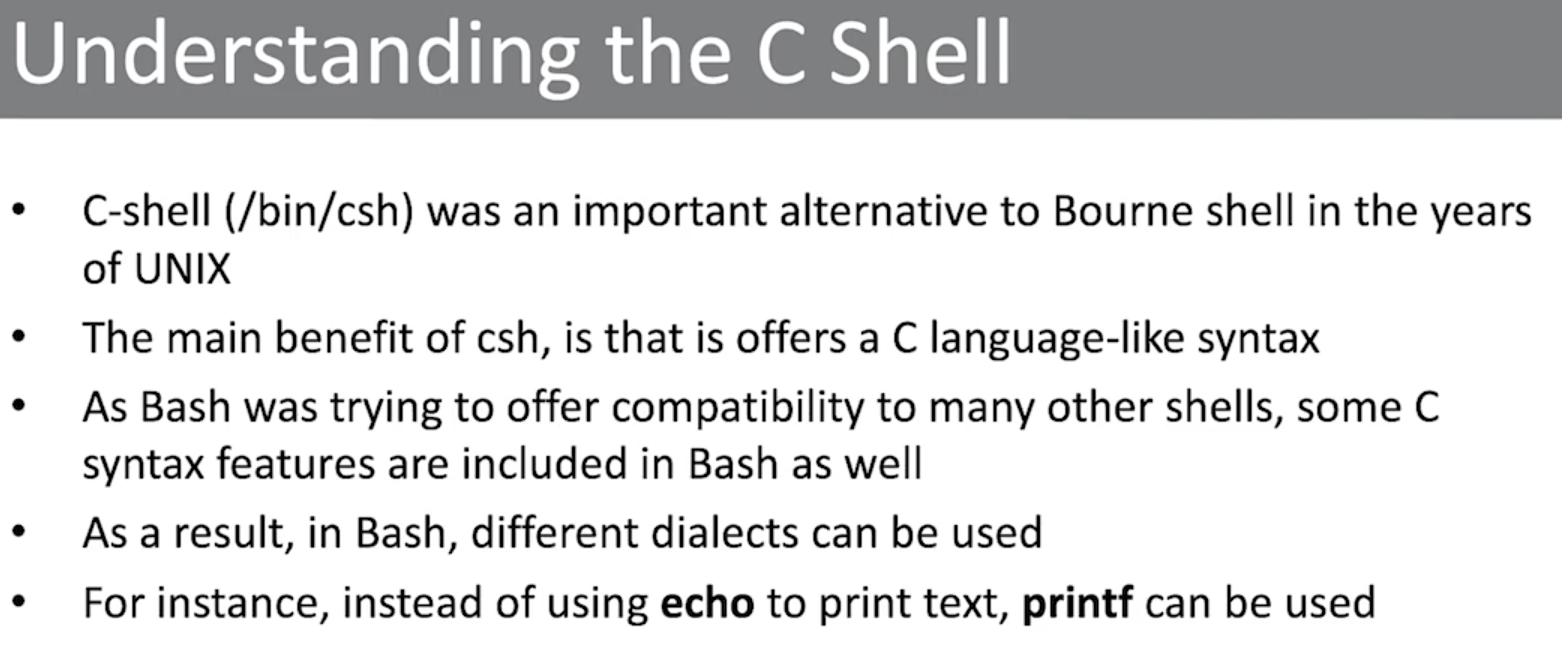 Understanding the C Shell
• C-shell (/bin/csh) was an important alternative to Bourne shell in the years
of UNIX
• The main benefit of csh, is that is offers a C language-like syntax
• As Bash was trying to offer compatibility to many other shells, some C
syntax features are included in Bash as well
• As a result, in Bash, different dialects can be used
• For instance, instead of using echo to print text, printf can be used